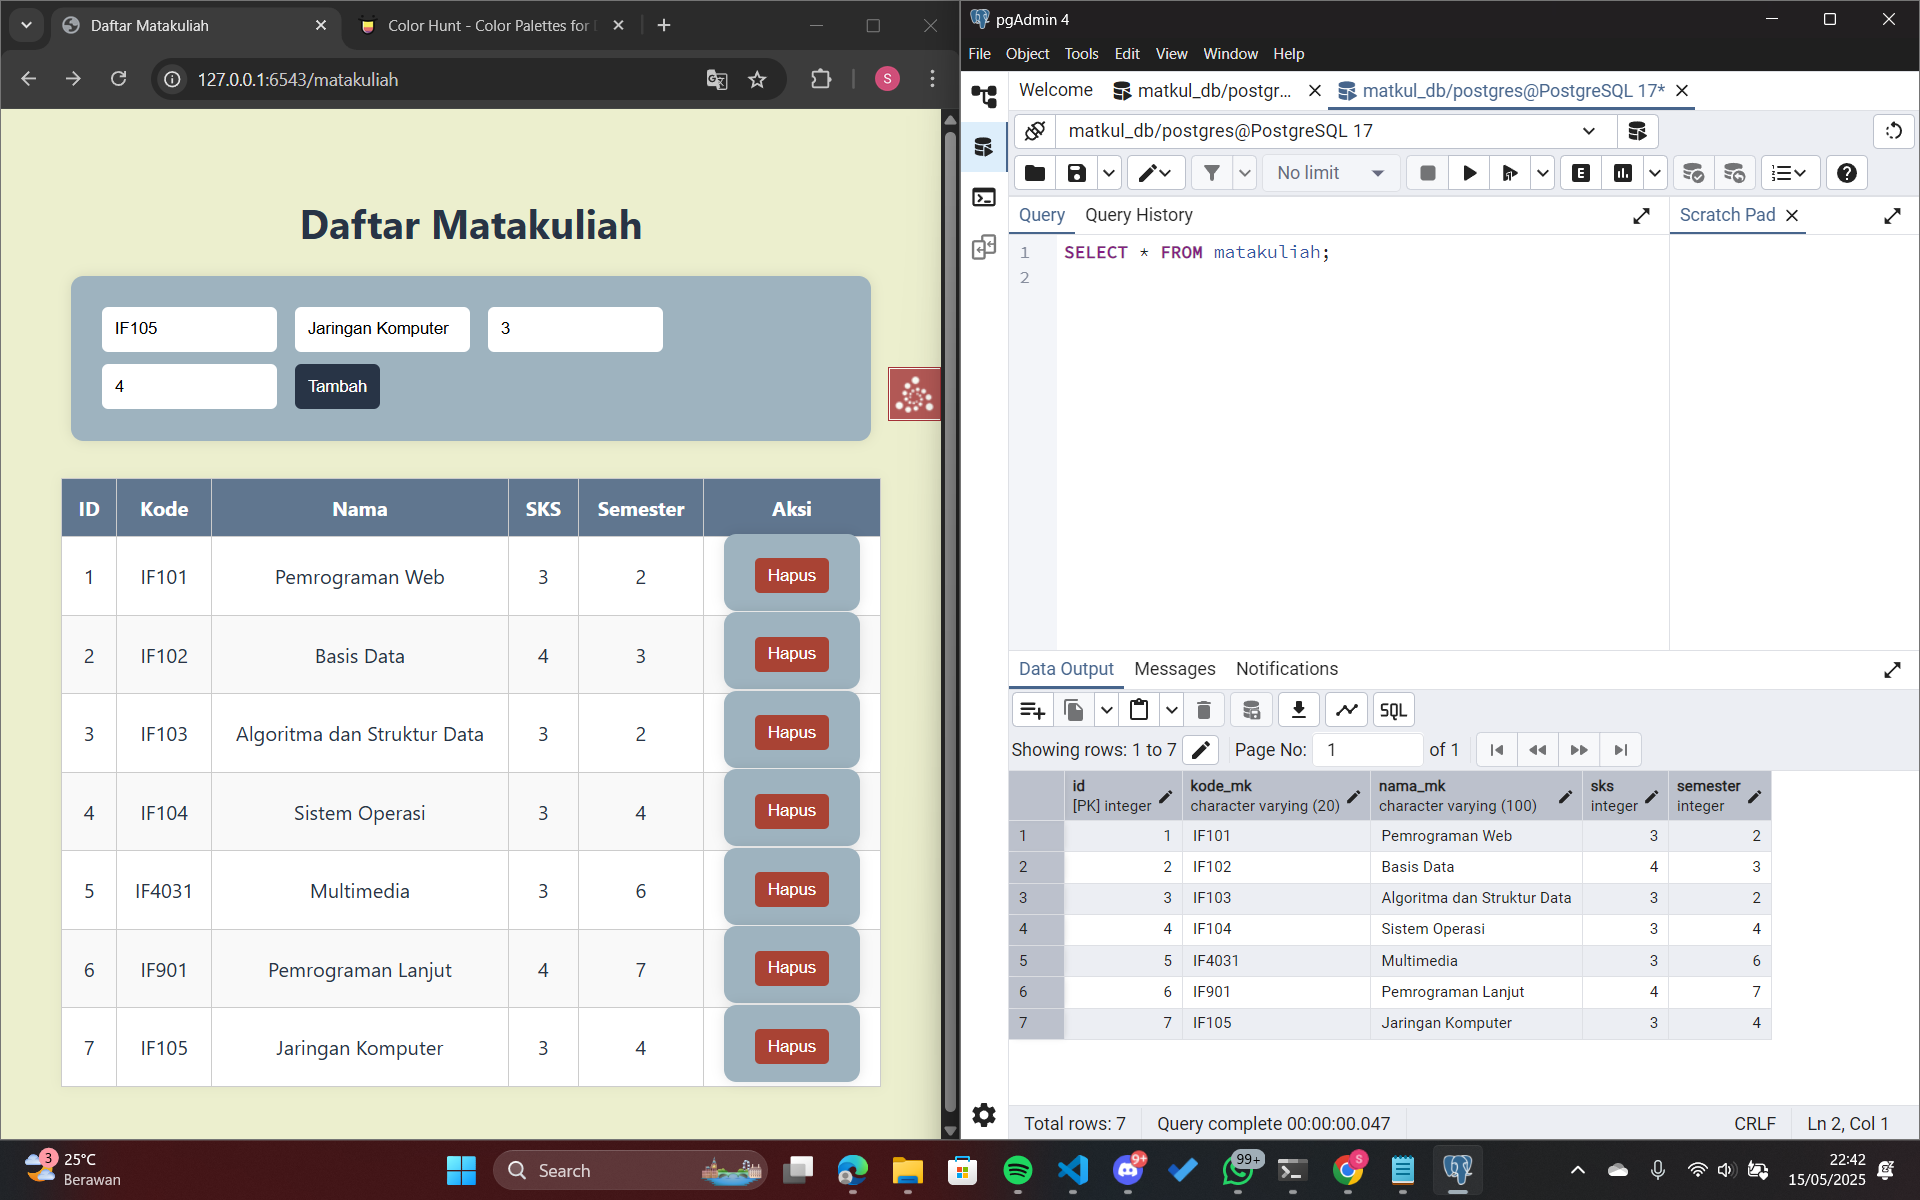 Daftar Matakuliah
Color Hunt - Color Palettes for
127.0.0.1:6543/matakuliah
S
Daftar Matakuliah
IF105
Jaringan Komputer
3
4
Tambah
ID Kode Nama SKS Semester Aksi
1 IF101 Pemrograman Web 3 2 Hapus
2 IF102 Basis Data 4 3 Hapus
3 IF103 Algoritma dan Struktur Data 3 2 Hapus
4 IF104 Sistem Operasi 3 4 Hapus
5 IF4031 Multimedia 3 6 Hapus
6 IF901 Pemrograman Lanjut 4 7 Hapus
7 IF105 Jaringan Komputer 3 4 Hapus
pgAdmin 4
File Object Tools Edit View Window Help
Welcome matkul_db/postgr... matkul_db/postgres@PostgreSQL 17*
matkul_db/postgres@PostgreSQL 17
No limit
E
Query Query History
Scratch Pad
1 SELECT * FROM matakuliah;
2
Data Output Messages Notifications
SQL
Showing rows: 1 to 7 Page No: 1 of 1
id kode_mk nama_mk sks semester
[PK] integer character varying (20) character varying (100) integer integer
1 1 IF101 Pemrograman Web 3 2
2 2 IF102 Basis Data 4 3
3 3 IF103 Algoritma dan Struktur Data 3 2
4 4 IF104 Sistem Operasi 3 4
5 5 IF4031 Multimedia 3 6
6 6 IF901 Pemrograman Lanjut 4 7
7 7 IF105 Jaringan Komputer 3 4
Total rows: 7 Query complete 00:00:00.047 CRLF Ln 2, Col 1
3
25°C
Berawan
Search
9+
99+
S
22:42
15/05/2025